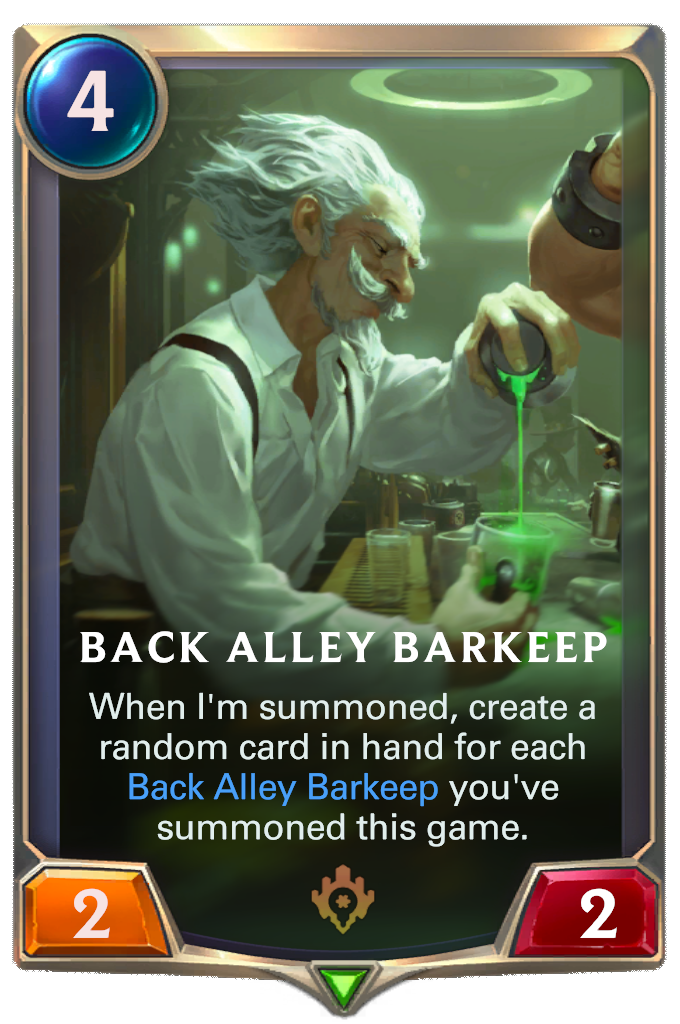 4
BACK ALLEY BARKEEP
When I'm summoned, create a
random card in hand for each
Back Alley Barkeep you've
summoned this game.
2
2